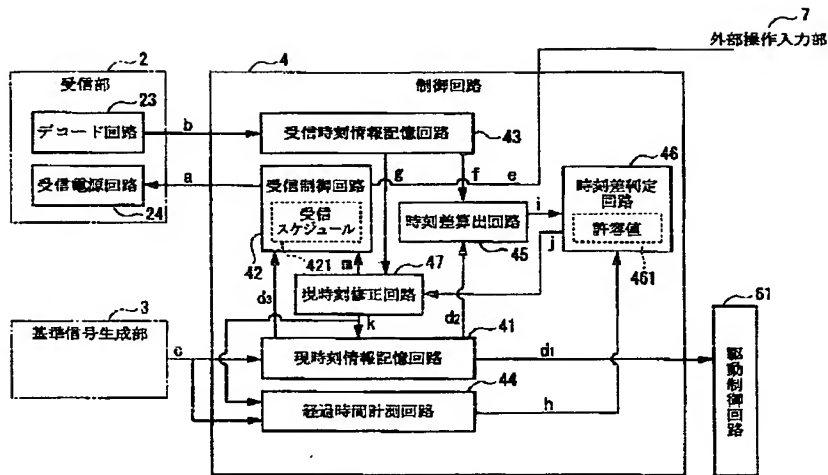 7
外部操作入力部
2
受信部
23
デコード回路
b
受信電源回路
24
a
4
制御回路
受信時刻情報記憶回路
43
g
f
e
受信制御回路
受信
スケジュール
42
421
m
d3
時刻差算出回路
45
i
j
46
時刻差判定
回路
許容値
461
47
現時刻修正回路
k
d2
3
基準信号生成部
c
41
現時刻情報記憶回路
d1
44
経過時間計測回路
h
61
駆動制御回路